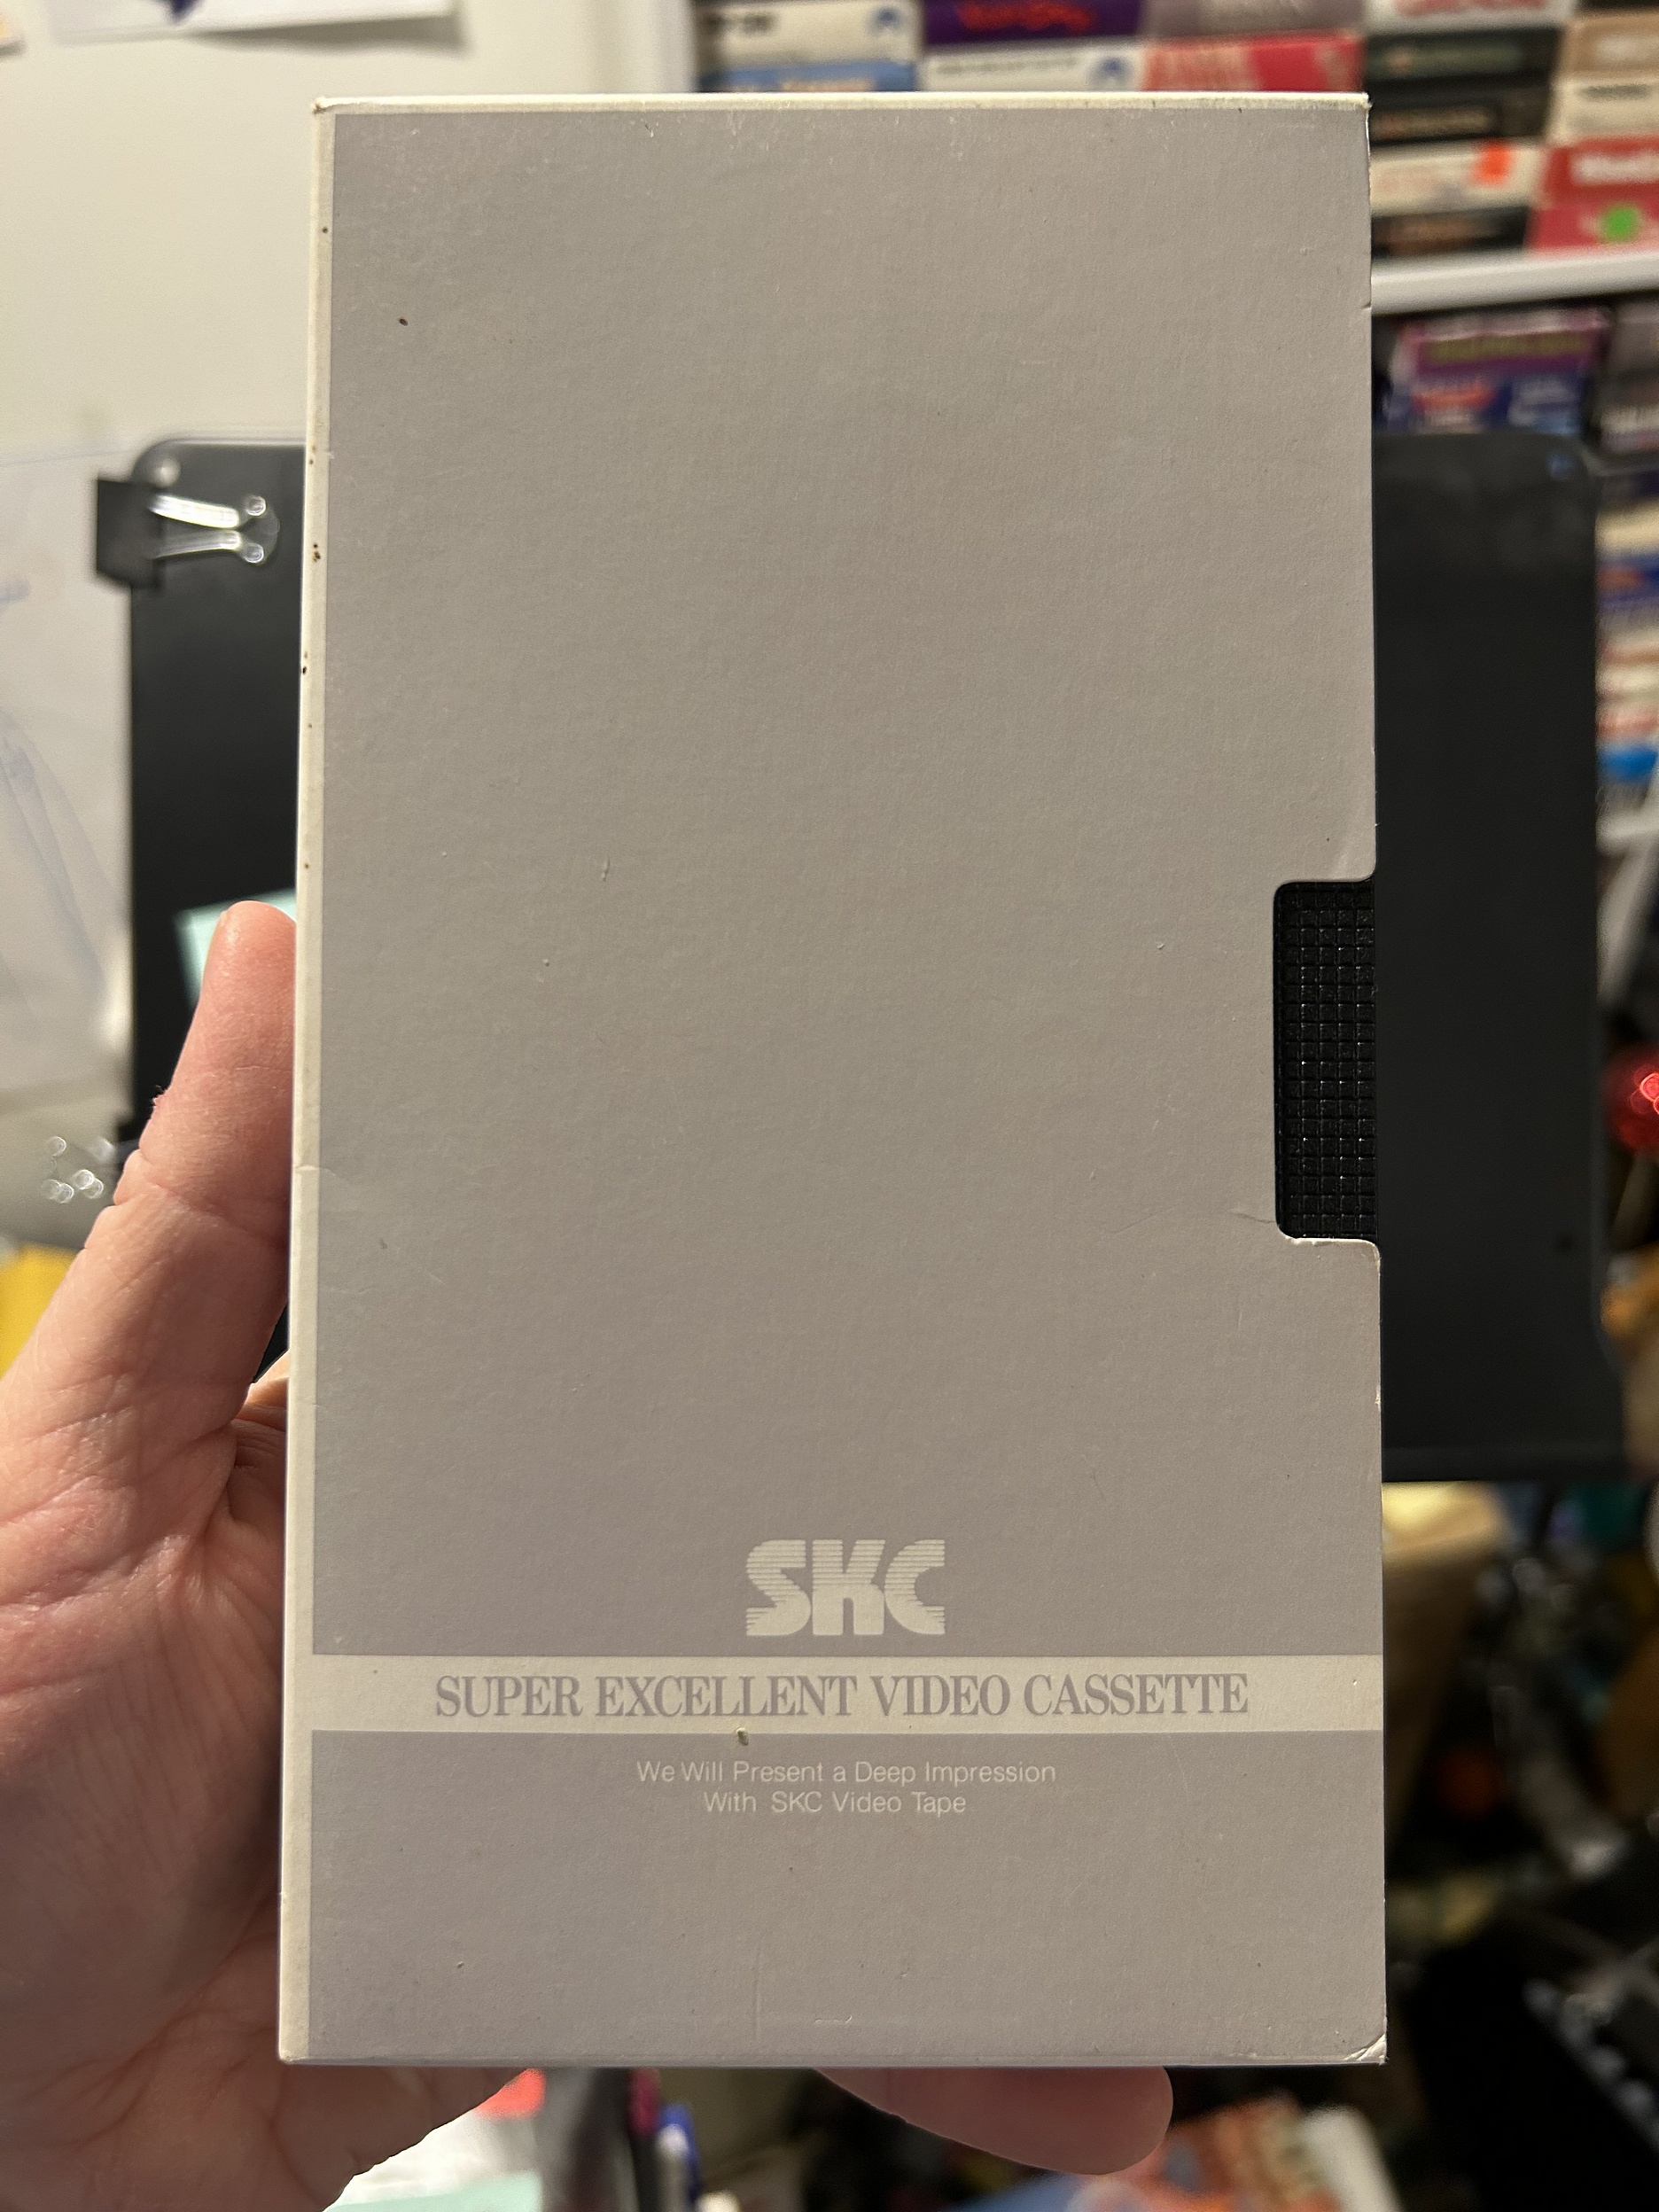 SKC
SUPER EXCELLENT VIDEO CASSETTE
We Will Present a Deep Impression
With SKC Video Tape